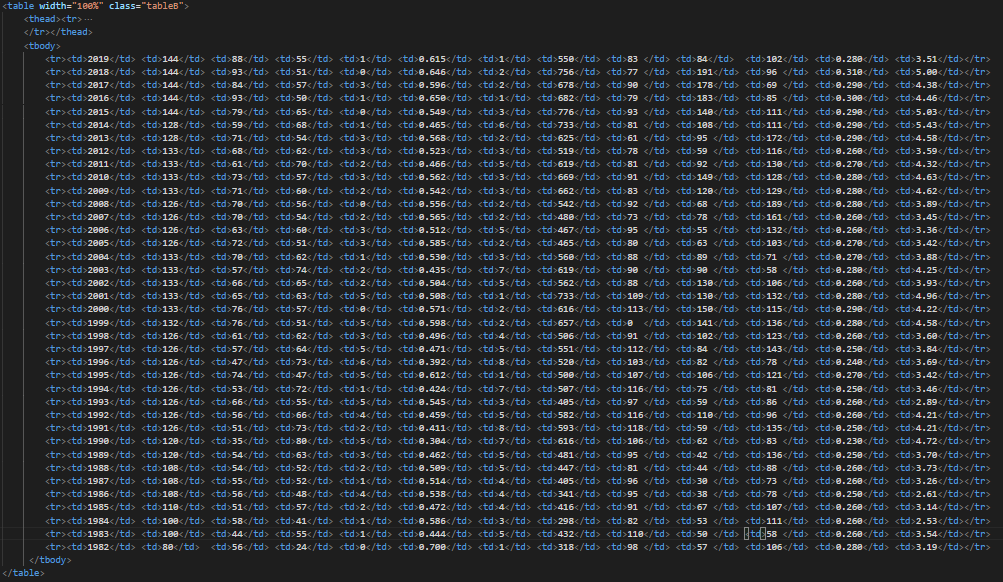 <table width="100%" class="tableB">
<thead><tr>…
</tr></thead>
<tbody>
<tr><td>2019</td> <td>144</td> <td>88</td> <td>55</td> <td>1</td> <td>0.615</td> <td>1</td> <td>550</td> <td>83 </td> <td>84</td>  <td>102</td> <td>0.280</td> <td>3.51</td></tr>
<tr><td>2018</td> <td>144</td> <td>93</td> <td>51</td> <td>0</td> <td>0.646</td> <td>2</td> <td>756</td> <td>77 </td> <td>191</td> <td>96 </td> <td>0.310</td> <td>5.00</td></tr>
<tr><td>2017</td> <td>144</td> <td>84</td> <td>57</td> <td>3</td> <td>0.596</td> <td>2</td> <td>678</td> <td>90 </td> <td>178</td> <td>69 </td> <td>0.290</td> <td>4.38</td></tr>
<tr><td>2016</td> <td>144</td> <td>93</td> <td>50</td> <td>1</td> <td>0.650</td> <td>1</td> <td>682</td> <td>79 </td> <td>183</td> <td>85 </td> <td>0.300</td> <td>4.46</td></tr>
<tr><td>2015</td> <td>144</td> <td>79</td> <td>65</td> <td>0</td> <td>0.549</td> <td>3</td> <td>776</td> <td>93 </td> <td>140</td> <td>111</td> <td>0.290</td> <td>5.03</td></tr>
<tr><td>2014</td> <td>128</td> <td>59</td> <td>68</td> <td>1</td> <td>0.465</td> <td>6</td> <td>733</td> <td>81 </td> <td>108</td> <td>111</td> <td>0.290</td> <td>5.43</td></tr>
<tr><td>2013</td> <td>128</td> <td>71</td> <td>54</td> <td>3</td> <td>0.568</td> <td>2</td> <td>625</td> <td>61 </td> <td>95 </td> <td>172</td> <td>0.290</td> <td>4.58</td></tr>
<tr><td>2012</td> <td>133</td> <td>68</td> <td>62</td> <td>3</td> <td>0.523</td> <td>3</td> <td>519</td> <td>78 </td> <td>59 </td> <td>116</td> <td>0.260</td> <td>3.59</td></tr>
<tr><td>2011</td> <td>133</td> <td>61</td> <td>70</td> <td>2</td> <td>0.466</td> <td>5</td> <td>619</td> <td>81 </td> <td>92 </td> <td>130</td> <td>0.270</td> <td>4.32</td></tr>
<tr><td>2010</td> <td>133</td> <td>73</td> <td>57</td> <td>3</td> <td>0.562</td> <td>3</td> <td>669</td> <td>91 </td> <td>149</td> <td>128</td> <td>0.280</td> <td>4.63</td></tr>
<tr><td>2009</td> <td>133</td> <td>71</td> <td>60</td> <td>2</td> <td>0.542</td> <td>3</td> <td>662</td> <td>83 </td> <td>120</td> <td>129</td> <td>0.280</td> <td>4.62</td></tr>
<tr><td>2008</td> <td>126</td> <td>70</td> <td>56</td> <td>0</td> <td>0.556</td> <td>2</td> <td>542</td> <td>92 </td> <td>68 </td> <td>189</td> <td>0.280</td> <td>3.89</td></tr>
<tr><td>2007</td> <td>126</td> <td>70</td> <td>54</td> <td>2</td> <td>0.565</td> <td>2</td> <td>480</td> <td>73 </td> <td>78 </td> <td>161</td> <td>0.260</td> <td>3.45</td></tr>
<tr><td>2006</td> <td>126</td> <td>63</td> <td>60</td> <td>3</td> <td>0.512</td> <td>5</td> <td>467</td> <td>95 </td> <td>55 </td> <td>132</td> <td>0.260</td> <td>3.36</td></tr>
<tr><td>2005</td> <td>126</td> <td>72</td> <td>51</td> <td>3</td> <td>0.585</td> <td>2</td> <td>465</td> <td>80 </td> <td>63 </td> <td>103</td> <td>0.270</td> <td>3.42</td></tr>
<tr><td>2004</td> <td>133</td> <td>70</td> <td>62</td> <td>1</td> <td>0.530</td> <td>3</td> <td>560</td> <td>88 </td> <td>89 </td> <td>71 </td> <td>0.270</td> <td>3.88</td></tr>
<tr><td>2003</td> <td>133</td> <td>57</td> <td>74</td> <td>2</td> <td>0.435</td> <td>7</td> <td>619</td> <td>90 </td> <td>90 </td> <td>58 </td> <td>0.280</td> <td>4.25</td></tr>
<tr><td>2002</td> <td>133</td> <td>66</td> <td>65</td> <td>2</td> <td>0.504</td> <td>5</td> <td>562</td> <td>88 </td> <td>130</td> <td>106</td> <td>0.260</td> <td>3.93</td></tr>
<tr><td>2001</td> <td>133</td> <td>65</td> <td>63</td> <td>5</td> <td>0.508</td> <td>1</td> <td>733</td> <td>109</td> <td>130</td> <td>132</td> <td>0.280</td> <td>4.96</td></tr>
<tr><td>2000</td> <td>133</td> <td>76</td> <td>57</td> <td>0</td> <td>0.571</td> <td>2</td> <td>616</td> <td>113</td> <td>150</td> <td>115</td> <td>0.290</td> <td>4.22</td></tr>
<tr><td>1999</td> <td>132</td> <td>76</td> <td>51</td> <td>5</td> <td>0.598</td> <td>2</td> <td>657</td> <td>0  </td> <td>141</td> <td>136</td> <td>0.280</td> <td>4.58</td></tr>
<tr><td>1998</td> <td>126</td> <td>61</td> <td>62</td> <td>3</td> <td>0.496</td> <td>4</td> <td>506</td> <td>91 </td> <td>102</td> <td>123</td> <td>0.260</td> <td>3.60</td></tr>
<tr><td>1997</td> <td>126</td> <td>57</td> <td>64</td> <td>5</td> <td>0.471</td> <td>5</td> <td>551</td> <td>112</td> <td>84 </td> <td>143</td> <td>0.250</td> <td>3.84</td></tr>
<tr><td>1996</td> <td>126</td> <td>47</td> <td>73</td> <td>6</td> <td>0.392</td> <td>8</td> <td>520</td> <td>103</td> <td>82 </td> <td>78 </td> <td>0.240</td> <td>3.69</td></tr>
<tr><td>1995</td> <td>126</td> <td>74</td> <td>47</td> <td>5</td> <td>0.612</td> <td>1</td> <td>500</td> <td>107</td> <td>106</td> <td>121</td> <td>0.270</td> <td>3.42</td></tr>
<tr><td>1994</td> <td>126</td> <td>53</td> <td>72</td> <td>1</td> <td>0.424</td> <td>7</td> <td>507</td> <td>116</td> <td>75 </td> <td>81 </td> <td>0.250</td> <td>3.46</td></tr>
<tr><td>1993</td> <td>126</td> <td>66</td> <td>55</td> <td>5</td> <td>0.545</td> <td>3</td> <td>405</td> <td>97 </td> <td>59 </td> <td>86 </td> <td>0.260</td> <td>2.89</td></tr>
<tr><td>1992</td> <td>126</td> <td>56</td> <td>66</td> <td>4</td> <td>0.459</td> <td>5</td> <td>582</td> <td>116</td> <td>110</td> <td>96 </td> <td>0.260</td> <td>4.21</td></tr>
<tr><td>1991</td> <td>126</td> <td>51</td> <td>73</td> <td>2</td> <td>0.411</td> <td>8</td> <td>593</td> <td>118</td> <td>59 </td> <td>135</td> <td>0.250</td> <td>4.21</td></tr>
<tr><td>1990</td> <td>120</td> <td>35</td> <td>80</td> <td>5</td> <td>0.304</td> <td>7</td> <td>616</td> <td>106</td> <td>62 </td> <td>83 </td> <td>0.230</td> <td>4.72</td></tr>
<tr><td>1989</td> <td>120</td> <td>54</td> <td>63</td> <td>3</td> <td>0.462</td> <td>5</td> <td>481</td> <td>95 </td> <td>42 </td> <td>136</td> <td>0.250</td> <td>3.70</td></tr>
<tr><td>1988</td> <td>108</td> <td>54</td> <td>52</td> <td>2</td> <td>0.509</td> <td>5</td> <td>447</td> <td>81 </td> <td>44 </td> <td>88 </td> <td>0.260</td> <td>3.73</td></tr>
<tr><td>1987</td> <td>108</td> <td>55</td> <td>52</td> <td>1</td> <td>0.514</td> <td>4</td> <td>405</td> <td>96 </td> <td>30 </td> <td>73 </td> <td>0.260</td> <td>3.26</td></tr>
<tr><td>1986</td> <td>108</td> <td>56</td> <td>48</td> <td>4</td> <td>0.538</td> <td>4</td> <td>341</td> <td>95 </td> <td>38 </td> <td>78 </td> <td>0.250</td> <td>2.61</td></tr>
<tr><td>1985</td> <td>110</td> <td>51</td> <td>57</td> <td>2</td> <td>0.472</td> <td>4</td> <td>416</td> <td>91 </td> <td>67 </td> <td>107</td> <td>0.260</td> <td>3.14</td></tr>
<tr><td>1984</td> <td>100</td> <td>58</td> <td>41</td> <td>1</td> <td>0.586</td> <td>3</td> <td>298</td> <td>82 </td> <td>53 </td> <td>111</td> <td>0.260</td> <td>2.53</td></tr>
<tr><td>1983</td> <td>100</td> <td>44</td> <td>55</td> <td>1</td> <td>0.444</td> <td>5</td> <td>432</td> <td>110</td> <td>50 </td> <td>58 </td> <td>0.260</td> <td>3.54</td></tr>
<tr><td>1982</td> <td>80</td>  <td>56</td> <td>24</td> <td>0</td> <td>0.700</td> <td>1</td> <td>318</td> <td>98 </td> <td>57 </td> <td>106</td> <td>0.280</td> <td>3.19</td></tr>
</tbody>
</table>